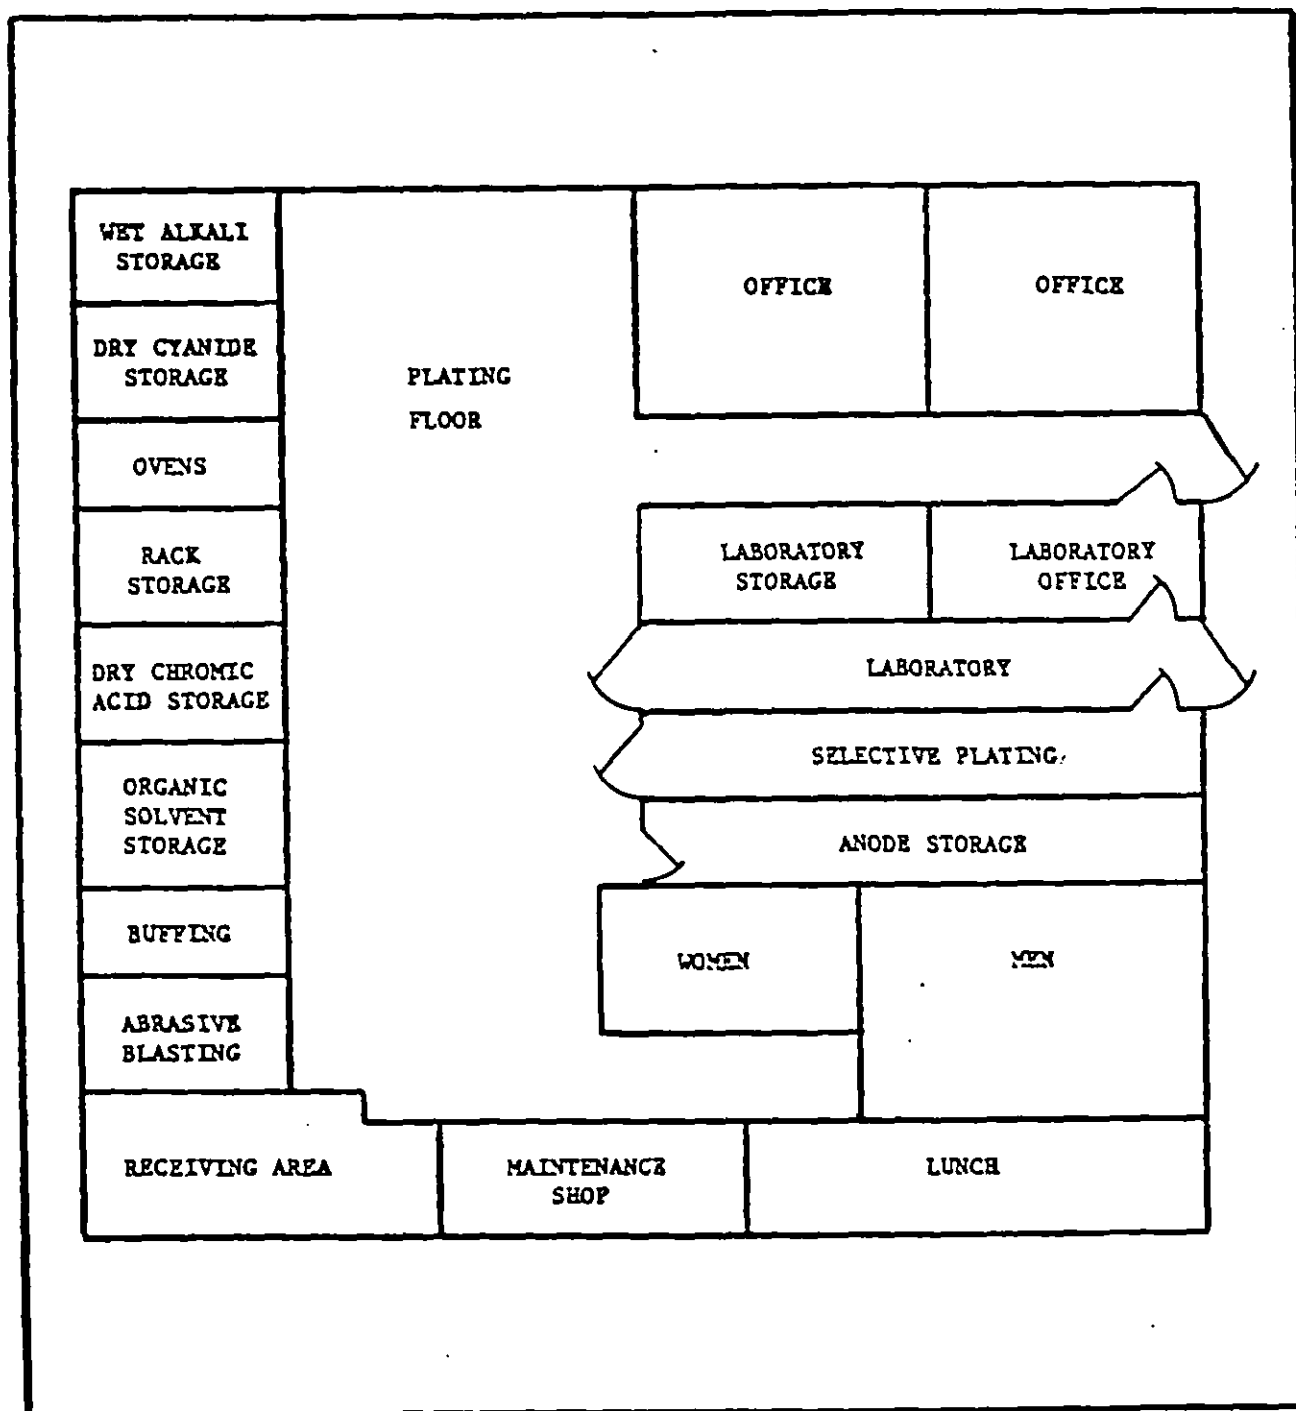 WET ALKALI
STORAGE
DRY CYANIDE
STORAGE
OVENS
RACK
STORAGE
DRY CHROMIC
ACID STORAGE
ORGANIC
SOLVENT
STORAGE
BUFFING
ABRASIVE
BLASTING
RECEIVING AREA
PLATING
FLOOR
OFFICE
OFFICE
LABORATORY
STORAGE
LABORATORY
OFFICE
LABORATORY
SELECTIVE PLATING
ANODE STORAGE
WOMEN
MEN
MAINTENANCE
SHOP
LUNCH